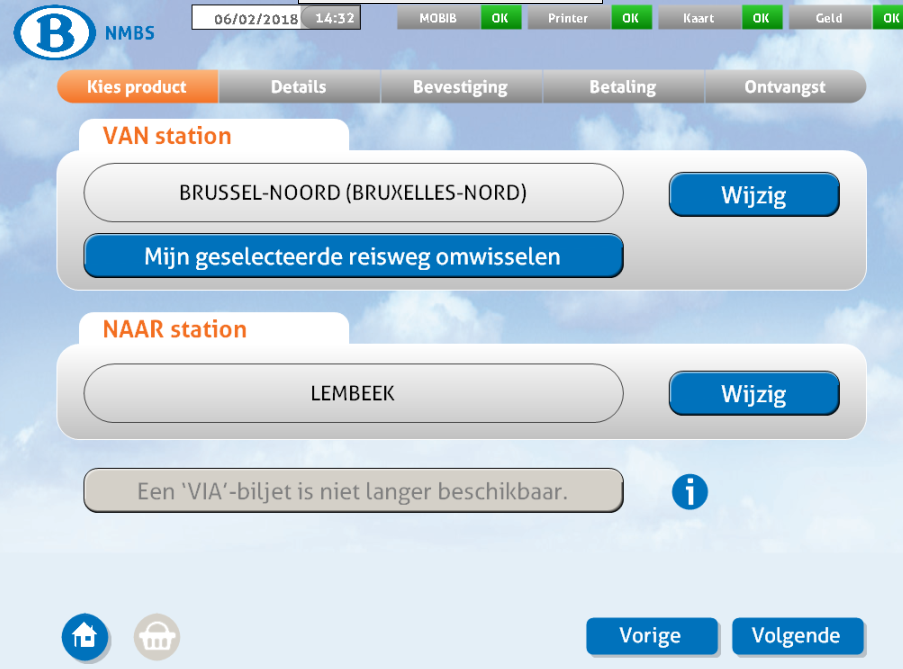 B NMBS
06/02/2018 14:32
MOBIB OK Printer OK Kaart OK Geld OK
Kies product Details Bevestiging Betaling Ontvangst
VAN station
BRUSSEL-NOORD (BRUXELLES-NORD)
Wijzig
Mijn geselecteerde reisweg omwisselen
NAAR station
LEMBEEK
Wijzig
Een ‘VIA’-biljet is niet langer beschikbaar.
i
Vorige
Volgende